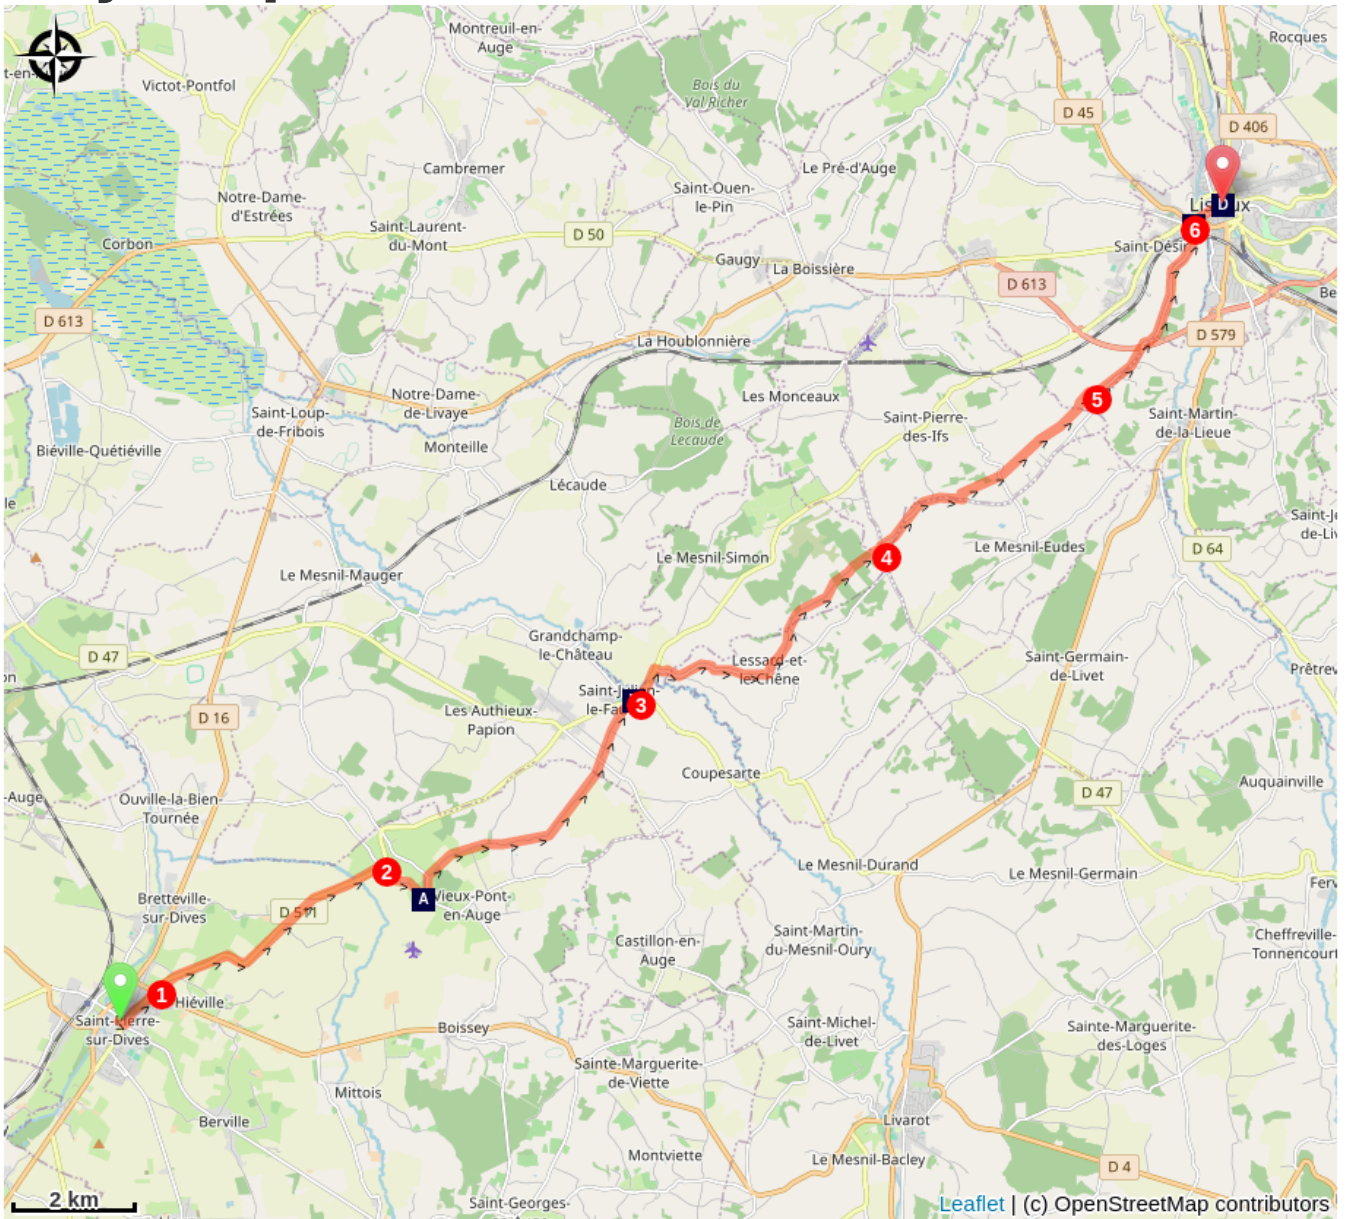 Montreuil-en-
Auge
Rocques
Victot-Pontfol
Bois du
Val Richer
D 45
D 406
Cambremer
Le Pré-d'Auge
Saint-Ouen-
le-Pin
Notre-Dame-
d'Estrées
D
Saint-Laurent-
du-Mont
D 50
6
Corbon
Gaugy
La Boissière
D 613
D 613
D 579
La Houblonnière
Notre-Dame-
de-Livaye
Les Monceaux
5
Saint-Loup-
de-Fribois
Bois de
Lecaude
Saint-Pierre-
des-Ifs
Saint-Martin-
de-la-Lieue
Biéville-Quétiéville
Monteille
Lécaude
Le Mesnil-Simon
4
Le Mesnil-Eudes
D 64
Le Mesnil-Mauger
Grandchamp-
le-Château
D 47
Lessard-et-
le-Chêne
Saint-Germain-
de-Livet
3
D 16
Les Authieux-
Papion
Coupesarte
Auquainville
D 47
Ouville-la-Bien-
Tournée
2
Le Mesnil-Durand
Le Mesnil-Germain
A
Vieux-Pont-
en-Auge
Bretteville-
sur-Dives
Castillon-en-
Auge
Saint-Martin-
du-Mesnil-Oury
Cheffreville-
1
Hiéville
Saint-Pierre-
sur-Dives
Boissey
Saint-Michel-
de-Livet
Sainte-Marguerite-
des-Loges
Sainte-Marguerite-
de-Viette
Mittois
Berville
Livarot
Montviette
Le Mesnil-Bacley
D 4
2 km
Saint-Georges-
Leaflet | (c) OpenStreetMap contributors